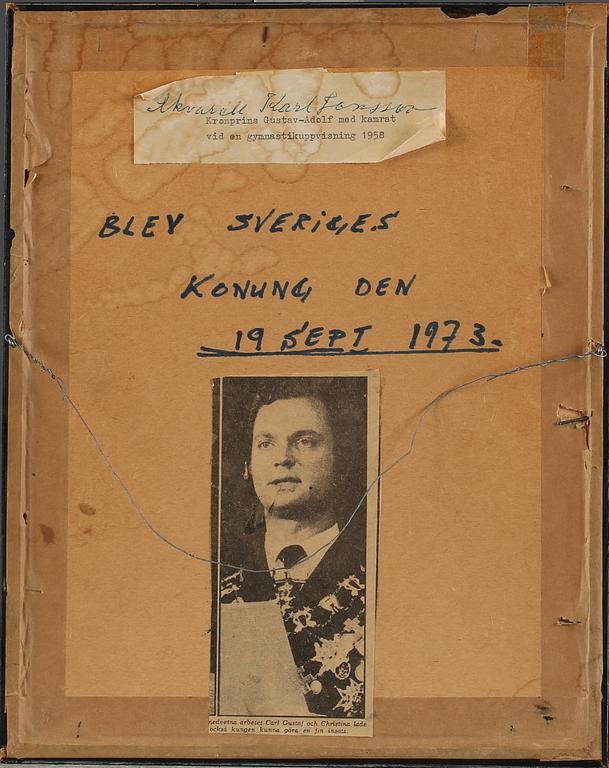 Akvarell Karl Jonsson
Kronprins Gustav-Adolf med kamrat
vid en gymnastikuppvisning 1958
BLEV SVERIGES
KONUNG DEN
19 SEPT 1973.
nedvetna arbetet Carl Gustaf och Christina lade
också kungen kunna göra en fin insats.